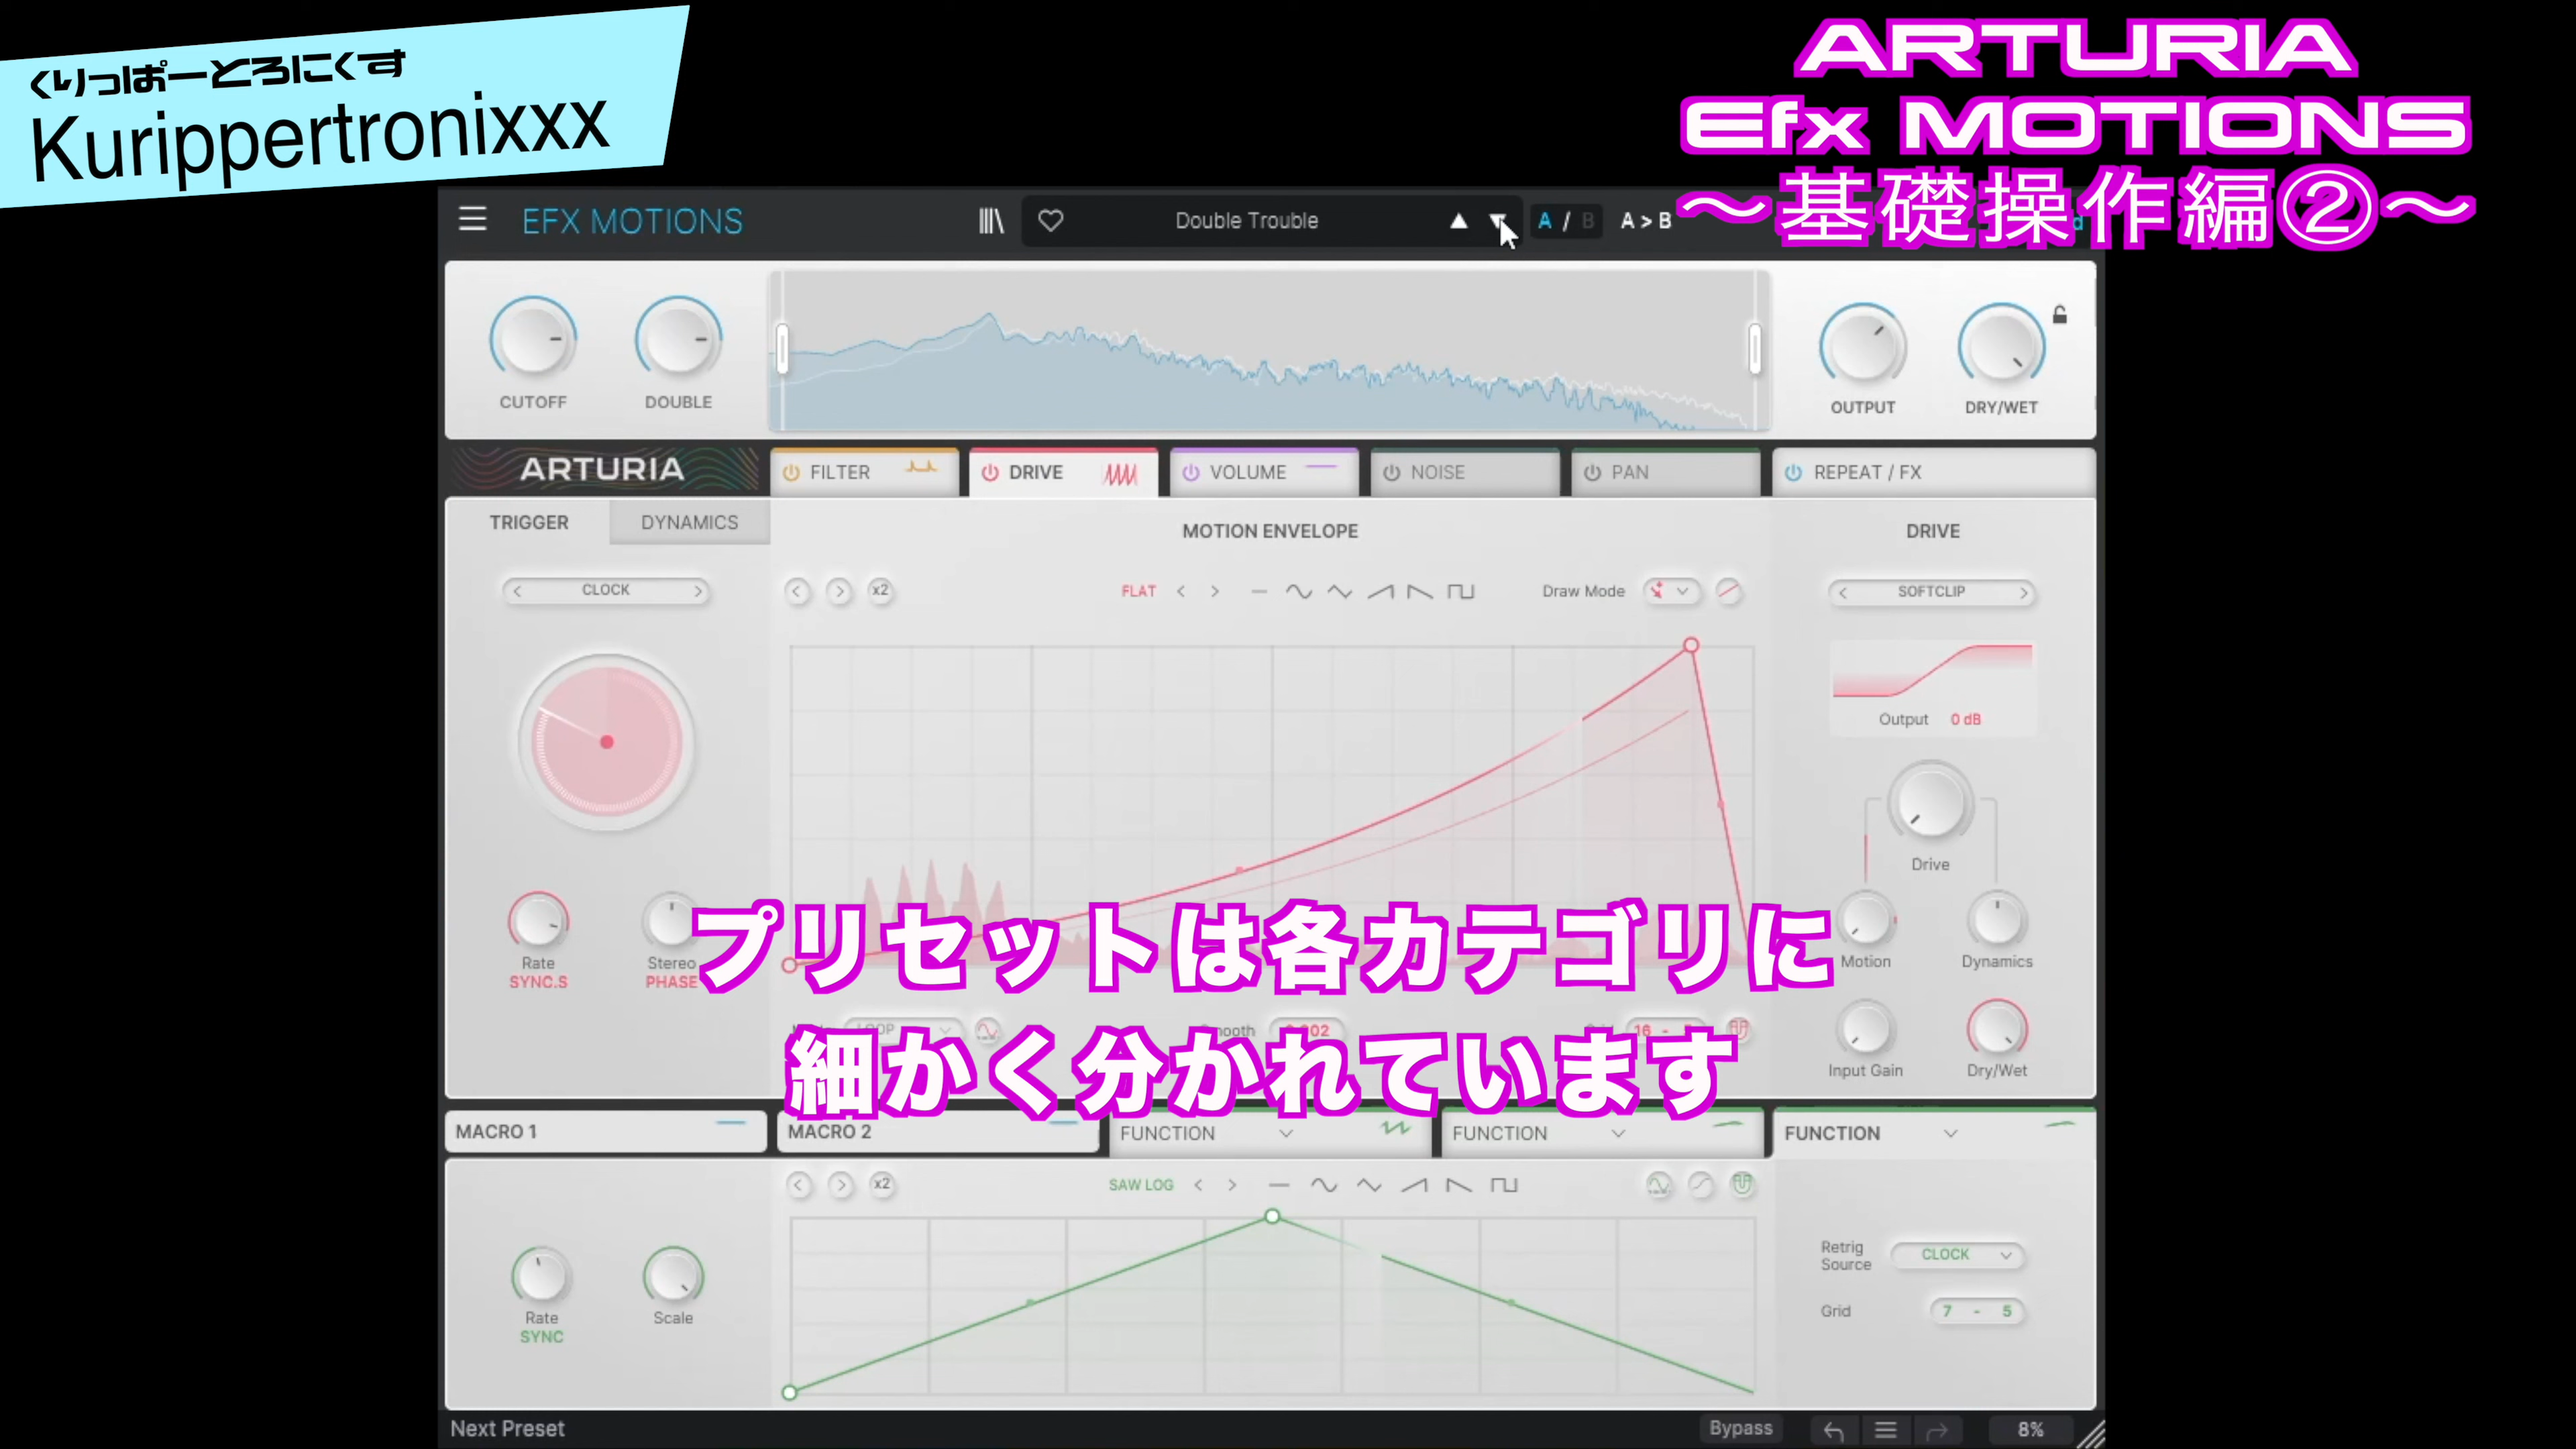 くりっぱーとろにくす
Kurippertronixxx
ARTURIA
Efx MOTIONS
～基礎操作編②～
EFX MOTIONS
Double Trouble
A / B
A > B
CUTOFF
DOUBLE
OUTPUT
DRY/WET
ARTURIA
FILTER
DRIVE
VOLUME
NOISE
PAN
REPEAT / FX
TRIGGER
DYNAMICS
MOTION ENVELOPE
DRIVE
CLOCK
x2
FLAT
Draw Mode
SOFTCLIP
Output 0 dB
Drive
Rate
SYNC.S
Stereo
PHASE
Motion
Dynamics
プリセットは各カテゴリに
細かく分かれています
LOOP
16 -
Input Gain
Dry/Wet
MACRO 1
MACRO 2
FUNCTION
FUNCTION
FUNCTION
x2
SAW LOG
Rate
SYNC
Scale
Retrig
Source
CLOCK
Grid
7 - 5
Next Preset
Bypass
8%